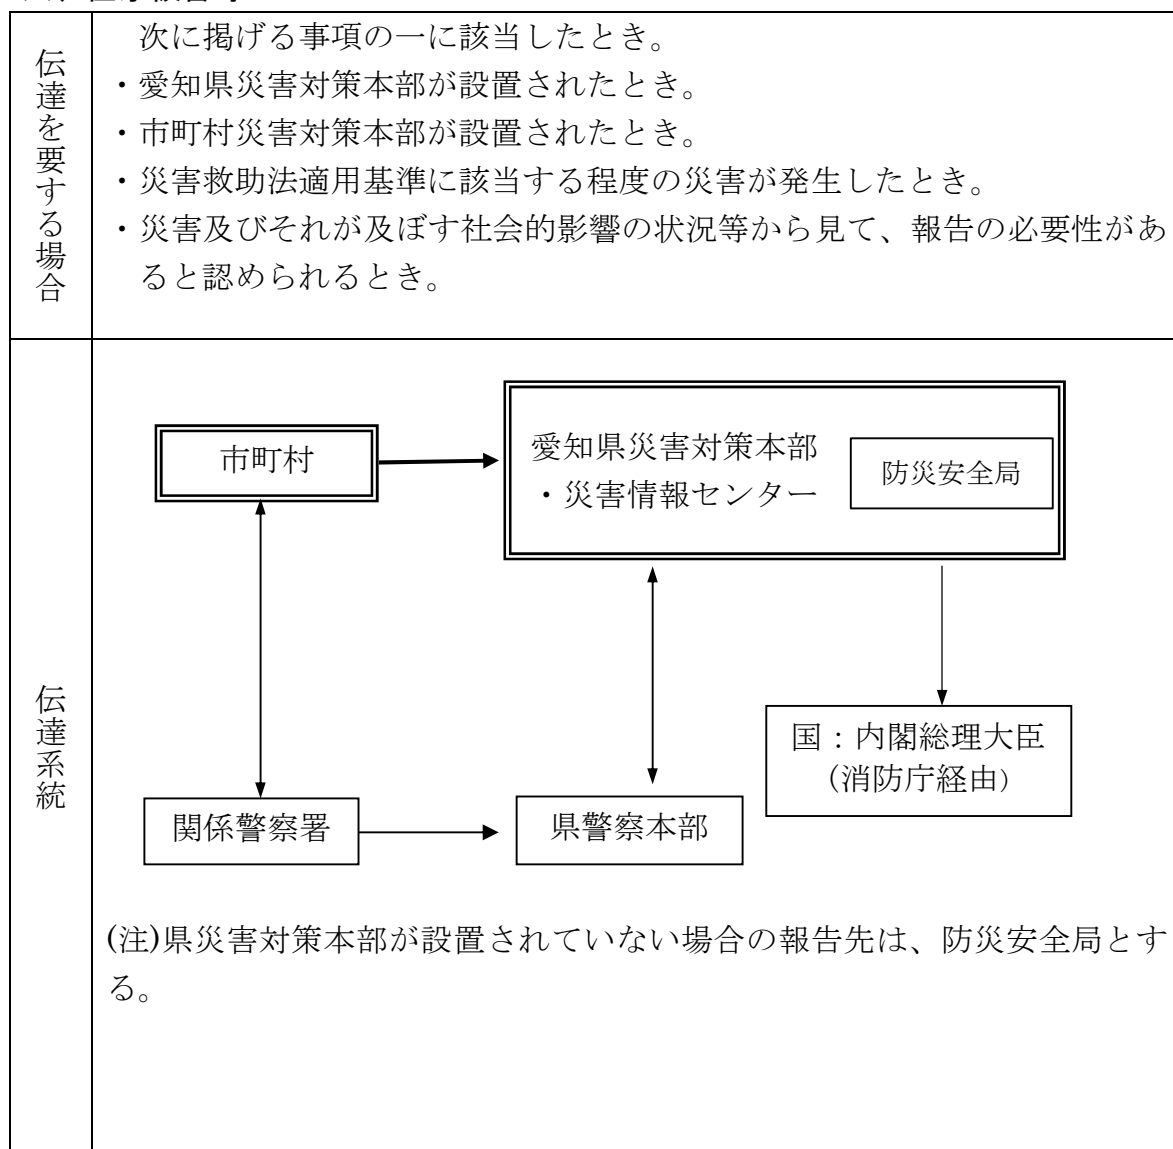 伝達を要する場合
次に掲げる事項の一に該当したとき。
・愛知県災害対策本部が設置されたとき。
・市町村災害対策本部が設置されたとき。
・災害救助法適用基準に該当する程度の災害が発生したとき。
・災害及びそれが及ぼす社会的影響の状況等から見て、報告の必要性があ
ると認められるとき。
伝達系統
市町村
愛知県災害対策本部
・災害情報センター
防災安全局
国：内閣総理大臣
（消防庁経由）
関係警察署
県警察本部
(注)県災害対策本部が設置されていない場合の報告先は、防災安全局とす
る。